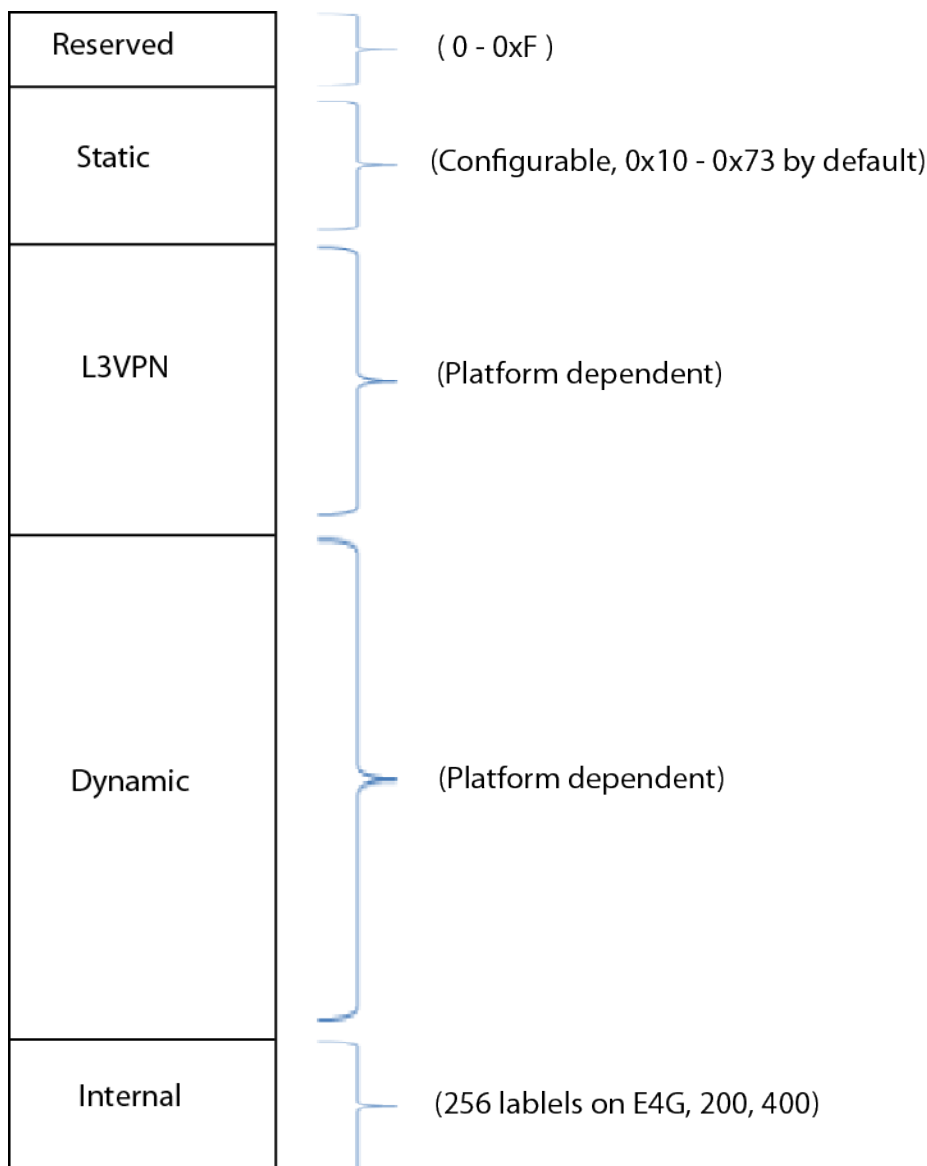 Reserved
( 0 - 0xF )
Static
(Configurable, 0x10 - 0x73 by default)
L3VPN
(Platform dependent)
Dynamic
(Platform dependent)
Internal
(256 lablels on E4G, 200, 400)